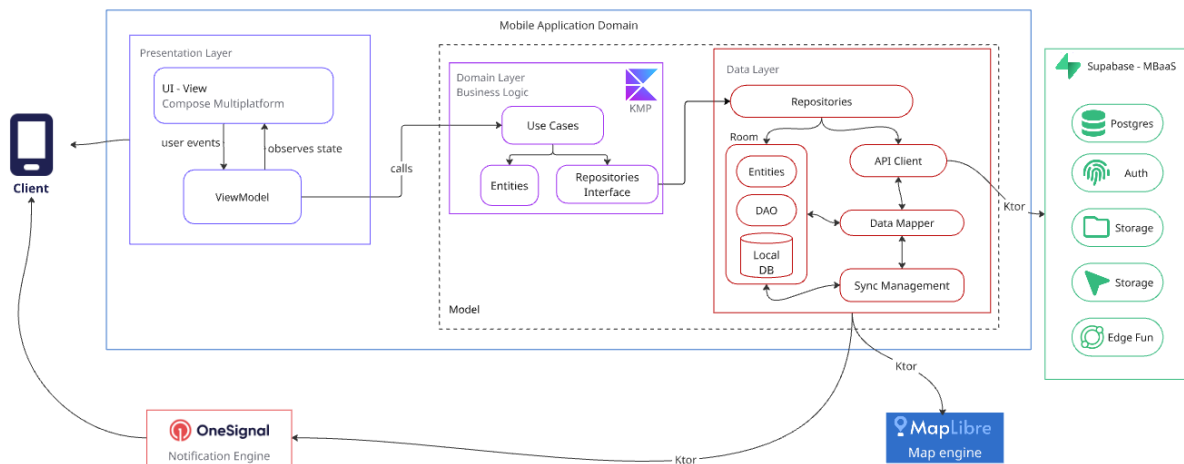 Mobile Application Domain
Presentation Layer
UI - View
Compose Multiplatform
user events
observes state
ViewModel
calls
Client
Domain Layer
Business Logic
KMP
Use Cases
Entities
Repositories
Interface
Model
Data Layer
Repositories
Room
Entities
DAO
Local
DB
API Client
Data Mapper
Sync Management
Ktor
Supabase - MBaaS
Postgres
Auth
Storage
Storage
Edge Fun
Ktor
MapLibre
Map engine
Ktor
OneSignal
Notification Engine